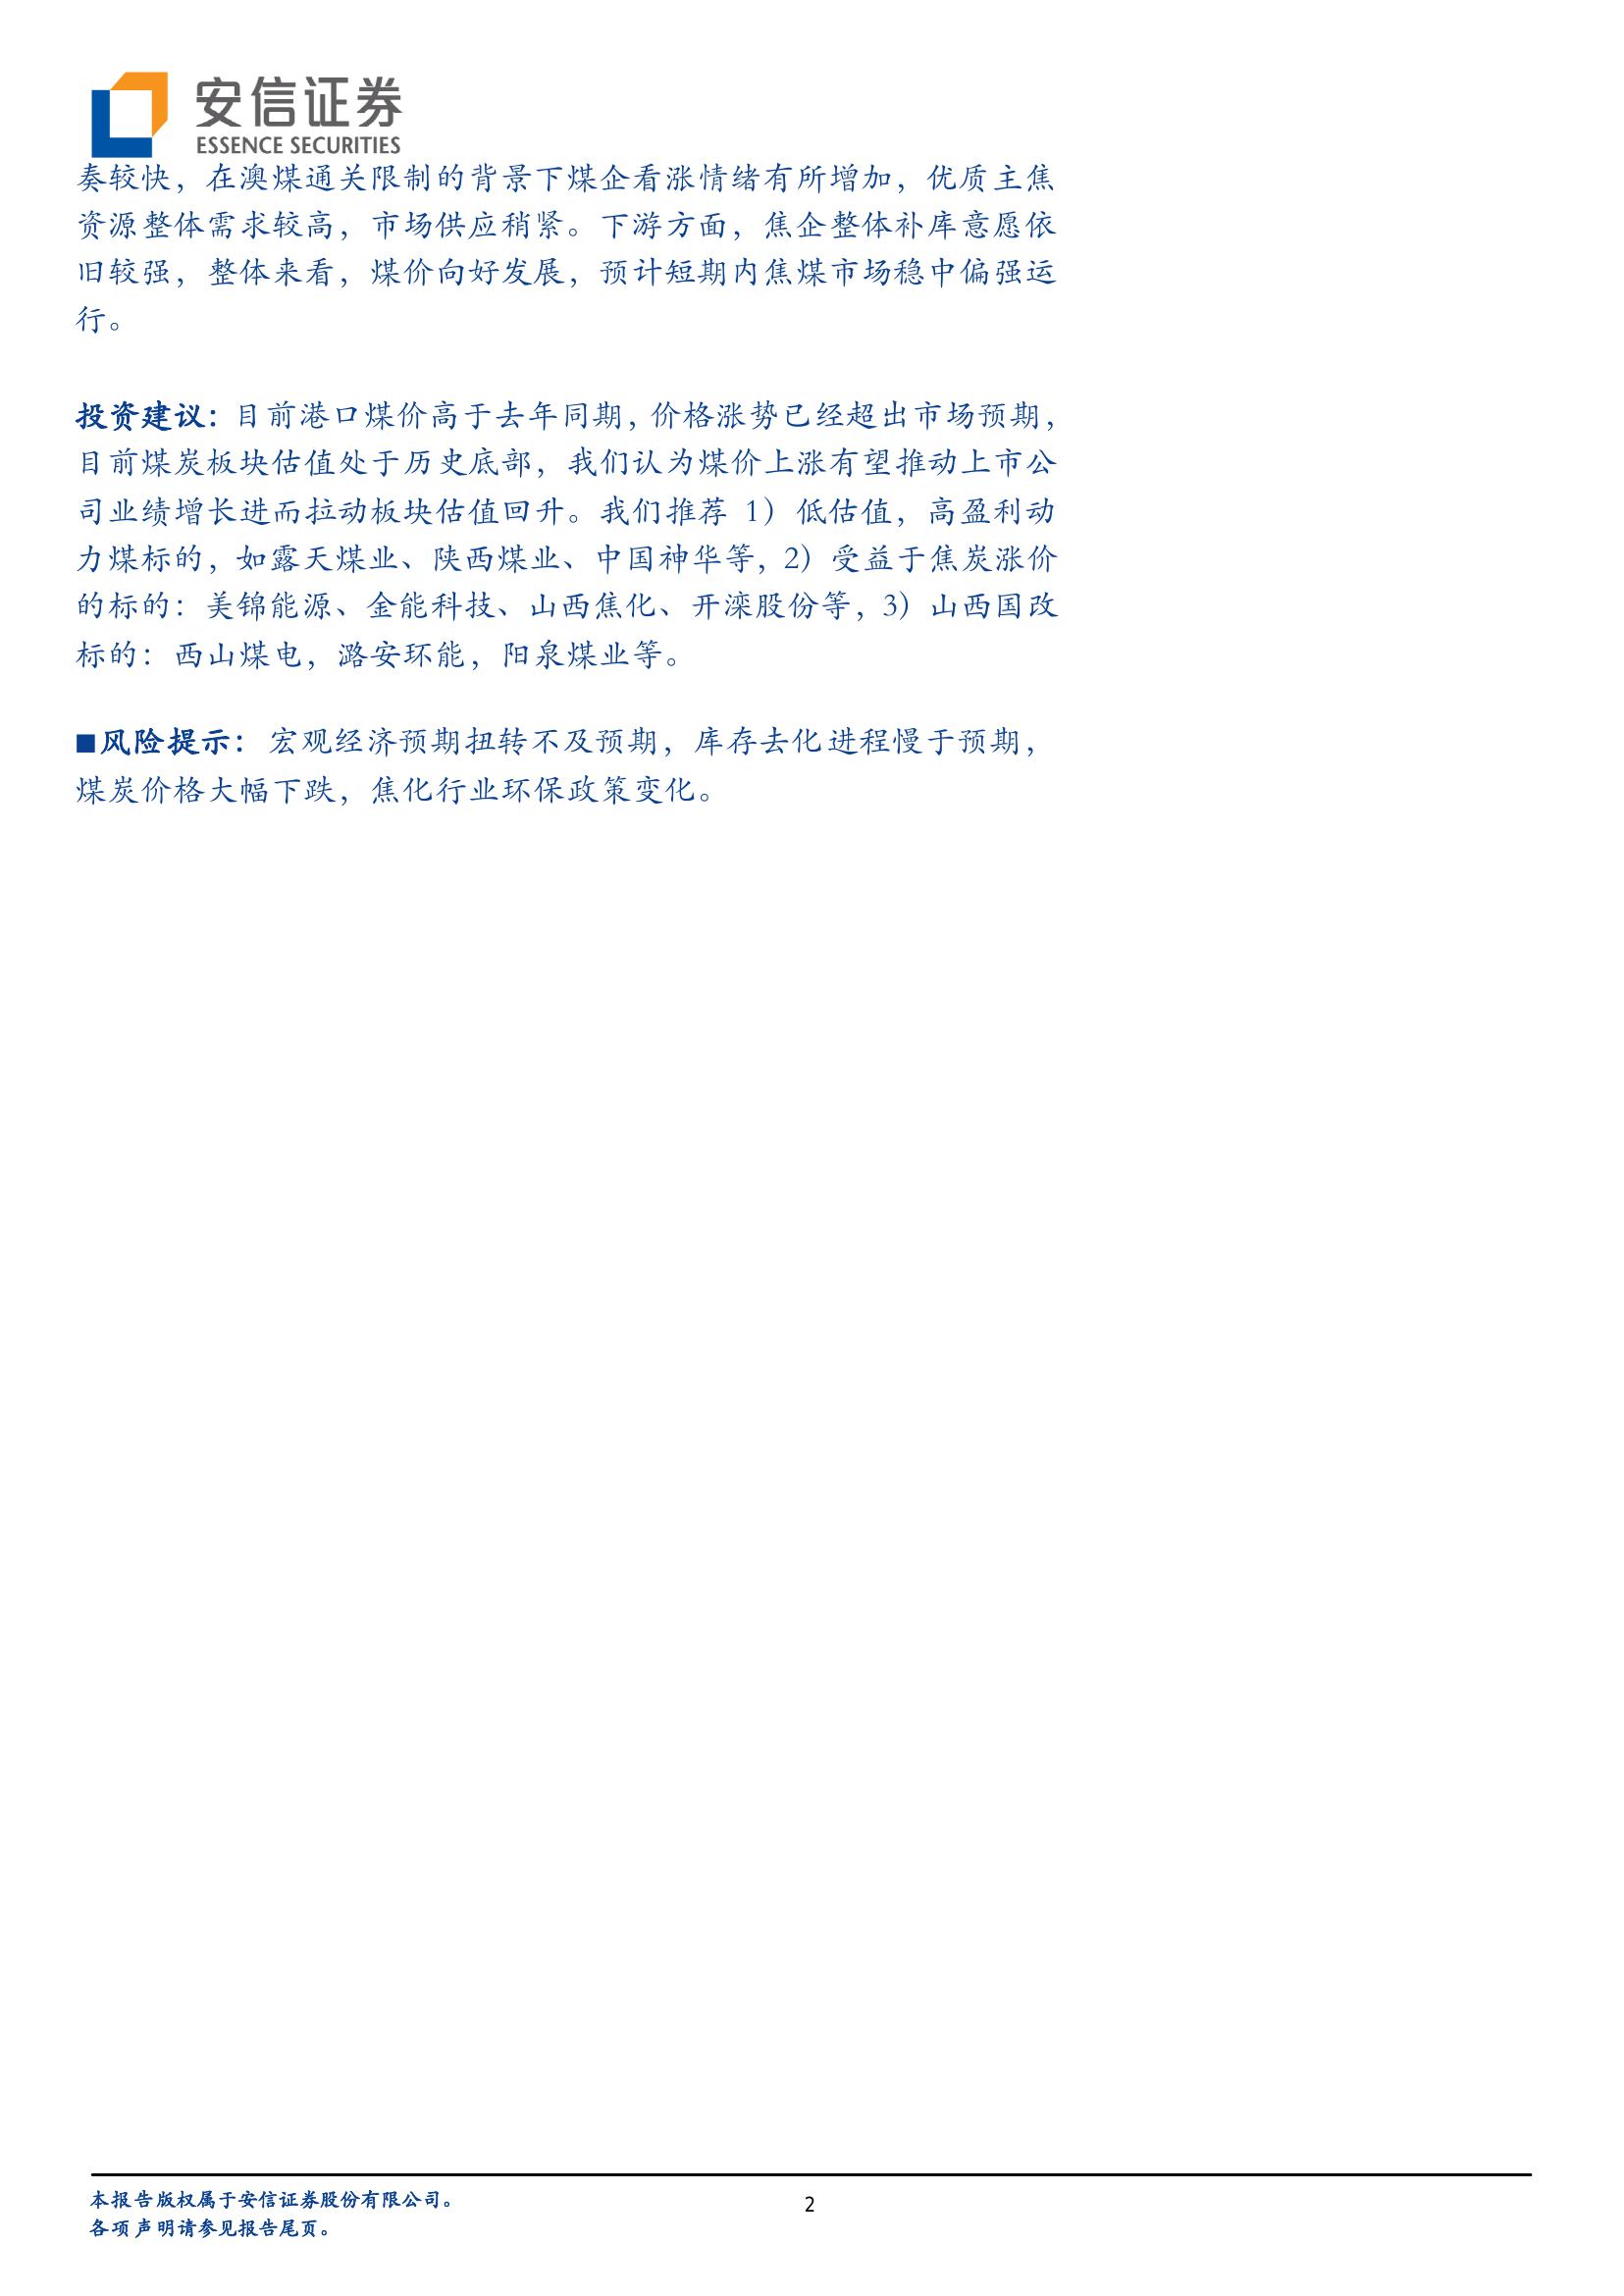 安信证券
ESSENCE SECURITIES
奏较快，在澳煤通关限制的背景下煤企看涨情绪有所增加，优质主焦
资源整体需求较高，市场供应稍紧。下游方面，焦企整体补库意愿依
旧较强，整体来看，煤价向好发展，预计短期内焦煤市场稳中偏强运
行。
投资建议：目前港口煤价高于去年同期，价格涨势已经超出市场预期，
目前煤炭板块估值处于历史底部，我们认为煤价上涨有望推动上市公
司业绩增长进而拉动板块估值回升。我们推荐 1）低估值，高盈利动
力煤标的，如露天煤业、陕西煤业、中国神华等，2）受益于焦炭涨价
的标的：美锦能源、金能科技、山西焦化、开滦股份等，3）山西国改
标的：西山煤电，潞安环能，阳泉煤业等。
■风险提示：宏观经济预期扭转不及预期，库存去化进程慢于预期，
煤炭价格大幅下跌，焦化行业环保政策变化。
本报告版权属于安信证券股份有限公司。
2
各项声明请参见报告尾页。